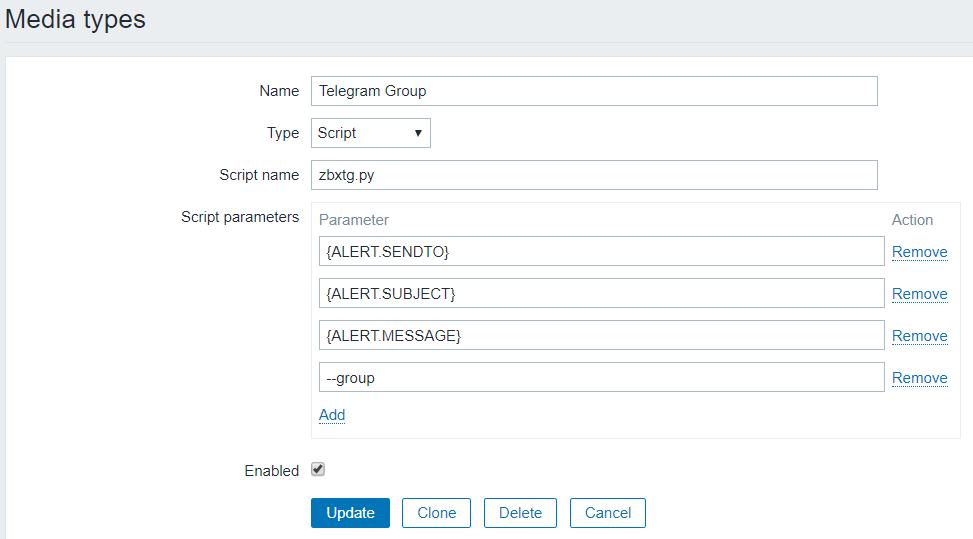 Media types
Name Telegram Group
Type Script
Script name zbxtg.py
Script parameters Parameter Action
{ALERT.SENDTO} Remove
{ALERT.SUBJECT} Remove
{ALERT.MESSAGE} Remove
--group Remove
Add
Enabled
Update Clone Delete Cancel